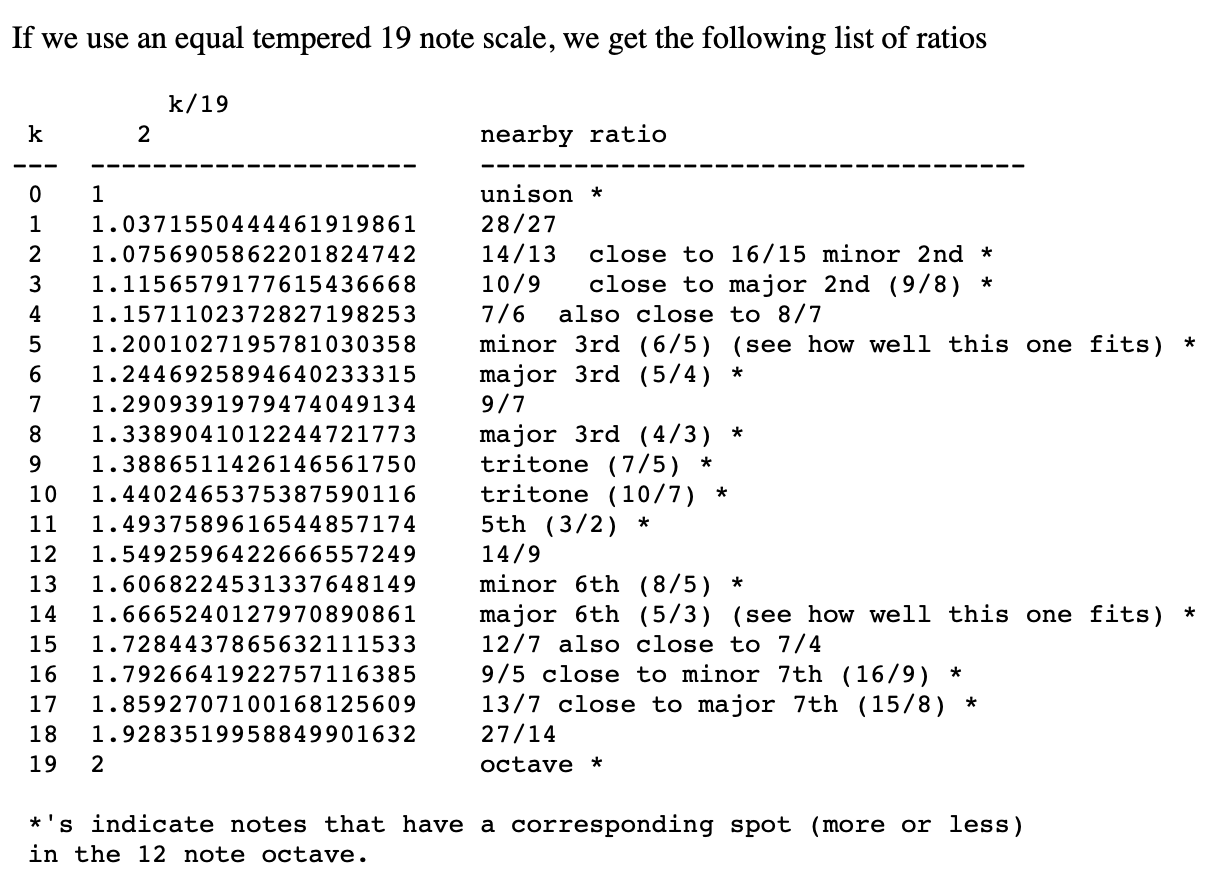 If we use an equal tempered 19 note scale, we get the following list of ratios
k/19
k 2 nearby ratio
--- --------------------- -----------------------------------
0 1 unison *
1 1.0371550444461919861 28/27
2 1.0756905862201824742 14/13 close to 16/15 minor 2nd *
3 1.1156579177615436668 10/9 close to major 2nd (9/8) *
4 1.1571102372827198253 7/6 also close to 8/7
5 1.2001027195781030358 minor 3rd (6/5) (see how well this one fits) *
6 1.2446925894640233315 major 3rd (5/4) *
7 1.2909391979474049134 9/7
8 1.3389041012244721773 major 3rd (4/3) *
9 1.3886511426146561750 tritone (7/5) *
10 1.4402465375387590116 tritone (10/7) *
11 1.4937589616544857174 5th (3/2) *
12 1.5492596422666557249 14/9
13 1.6068224531337648149 minor 6th (8/5) *
14 1.6665240127970890861 major 6th (5/3) (see how well this one fits) *
15 1.7284437865632111533 12/7 also close to 7/4
16 1.7926641922757116385 9/5 close to minor 7th (16/9) *
17 1.8592707100168125609 13/7 close to major 7th (15/8) *
18 1.9283519958849901632 27/14
19 2 octave *
*'s indicate notes that have a corresponding spot (more or less)
in the 12 note octave.